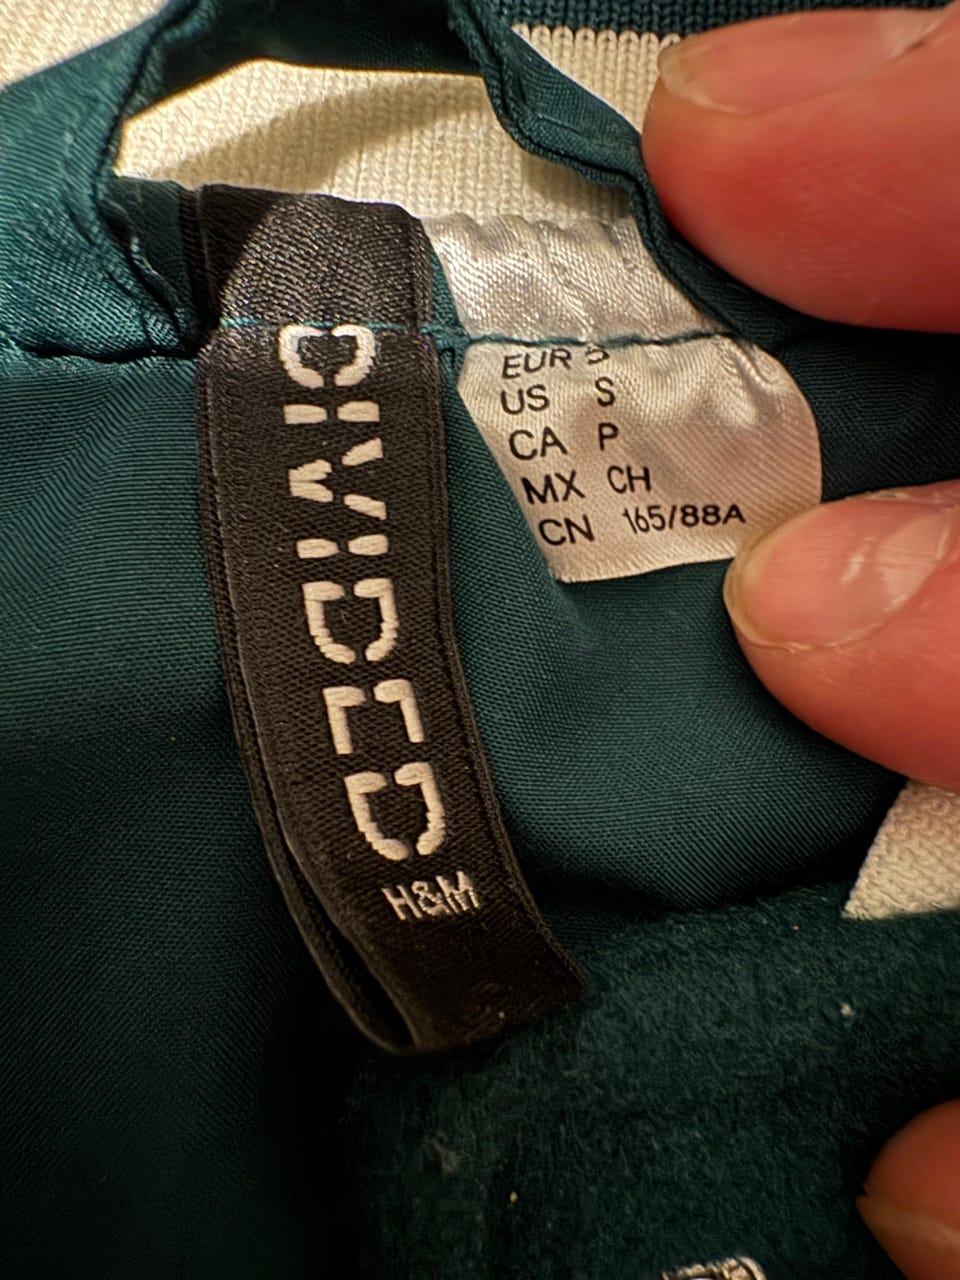 DIVIDED
H&M
EUR S
US S
CA P
MX CH
CN 165/88A